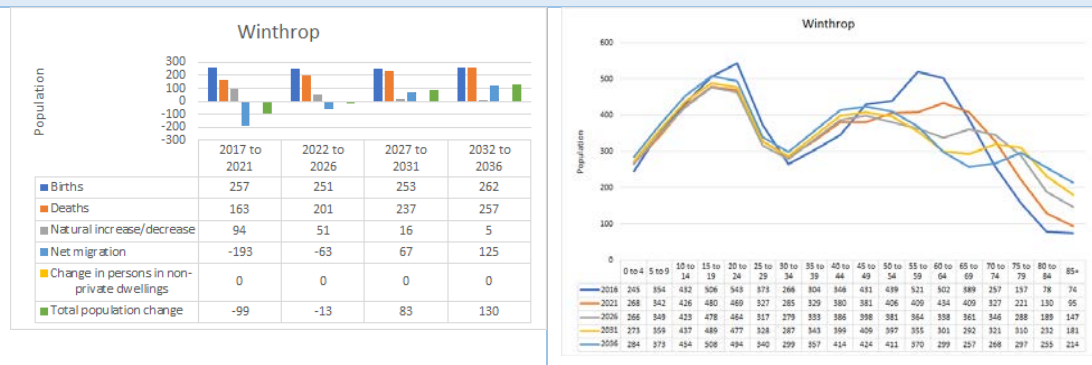 Winthrop
Population
300
200
100
0
-100
-200
-300
2017 to 2021 2022 to 2026 2027 to 2031 2032 to 2036
Births 257 251 253 262
Deaths 163 201 237 257
Natural increase/decrease 94 51 16 5
Net migration -193 -63 67 125
Change in persons in non-private dwellings 0 0 0 0
Total population change -99 -13 83 130
Winthrop
Population
600
500
400
300
200
100
0
0 to 4 5 to 9 10 to 14 15 to 19 20 to 24 25 to 29 30 to 34 35 to 39 40 to 44 45 to 49 50 to 54 55 to 59 60 to 64 65 to 69 70 to 74 75 to 79 80 to 84 85+
2016 245 354 432 506 543 373 266 304 346 431 439 521 502 389 257 157 78 74
2021 268 342 426 480 469 327 285 329 380 381 406 409 434 409 327 221 130 95
2026 266 349 423 478 464 317 279 333 386 398 381 364 338 361 346 288 189 147
2031 273 359 437 489 477 328 287 343 399 409 397 355 301 292 321 310 232 181
2036 284 373 454 508 494 340 299 357 414 424 411 370 299 257 268 297 255 214